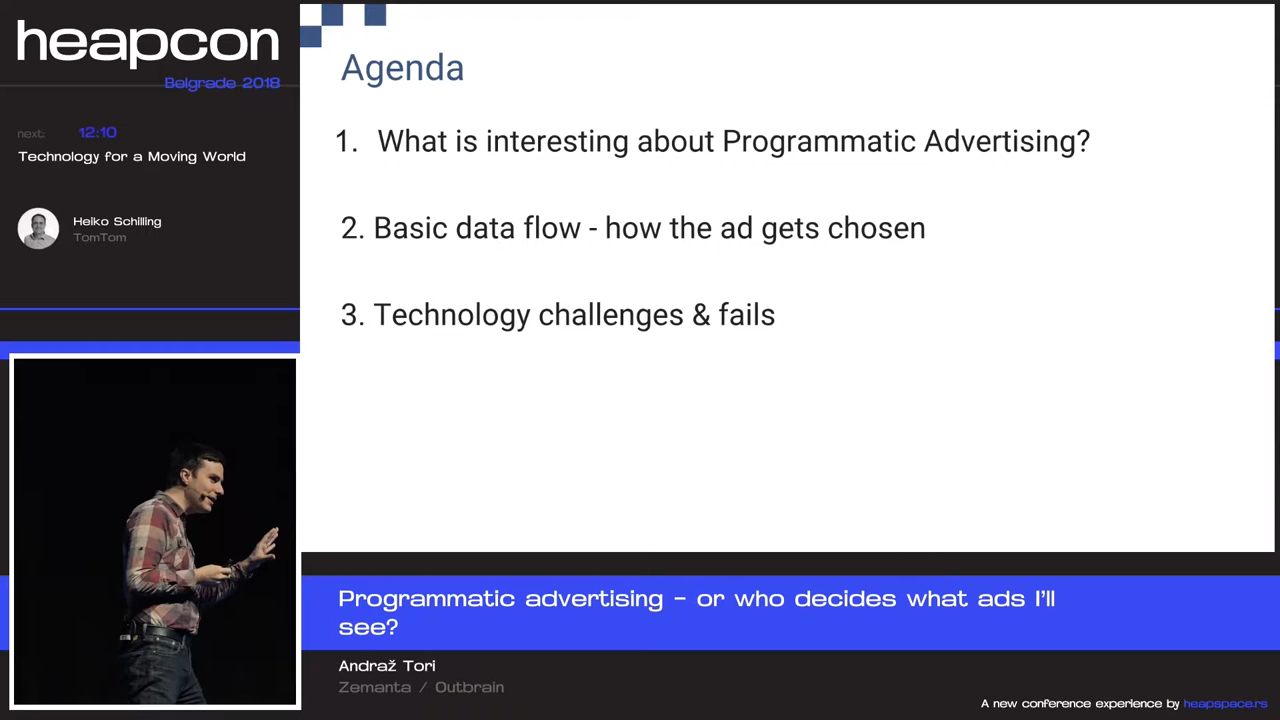 heapcon
Belgrade 2018
next: 12:10
Technology for a Moving World
Heiko Schilling
TomTom
Agenda
1. What is interesting about Programmatic Advertising?
2. Basic data flow - how the ad gets chosen
3. Technology challenges & fails
Programmatic advertising – or who decides what ads I'll
see?
Andraž Tori
Zemanta / Outbrain
A new conference experience by heapspace.rs